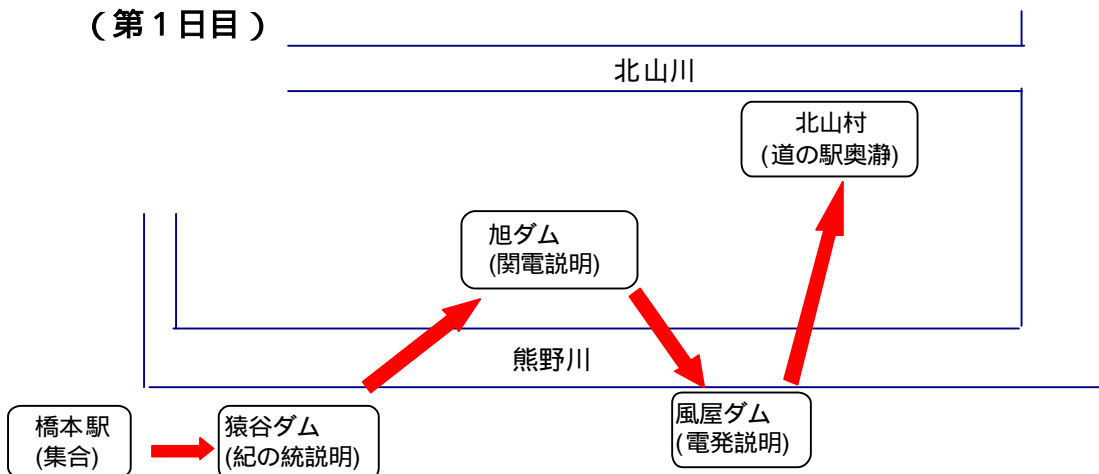 （第１日目）
北山川
北山村
(道の駅奥瀞)
旭ダム
(関電説明)
熊野川
橋本駅
(集合)
猿谷ダム
(紀の統説明)
風屋ダム
(電発説明)